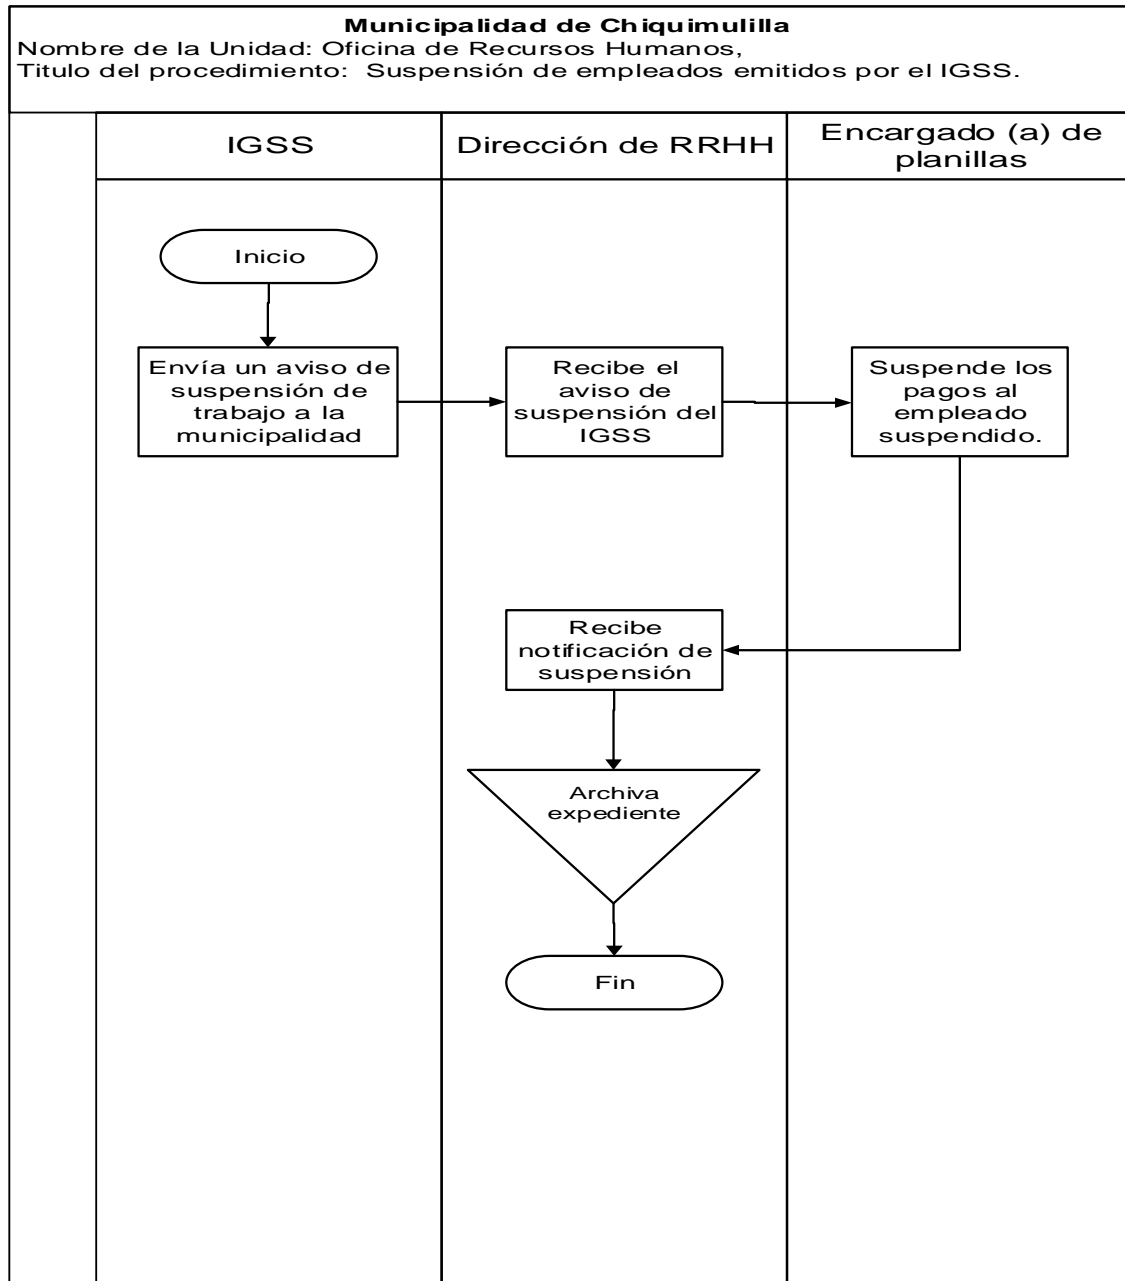 Municipalidad de Chiquimulilla
Nombre de la Unidad: Oficina de Recursos Humanos,
Titulo del procedimiento:  Suspensión de empleados emitidos por el IGSS.
IGSS
Dirección de RRHH
Encargado (a) de
planillas
Inicio
Envía un aviso de
suspensión de
trabajo a la
municipalidad
Recibe el
aviso de
suspensión del
IGSS
Suspende los
pagos al
empleado
suspendido.
Recibe
notificación de
suspensión
Archiva
expediente
Fin